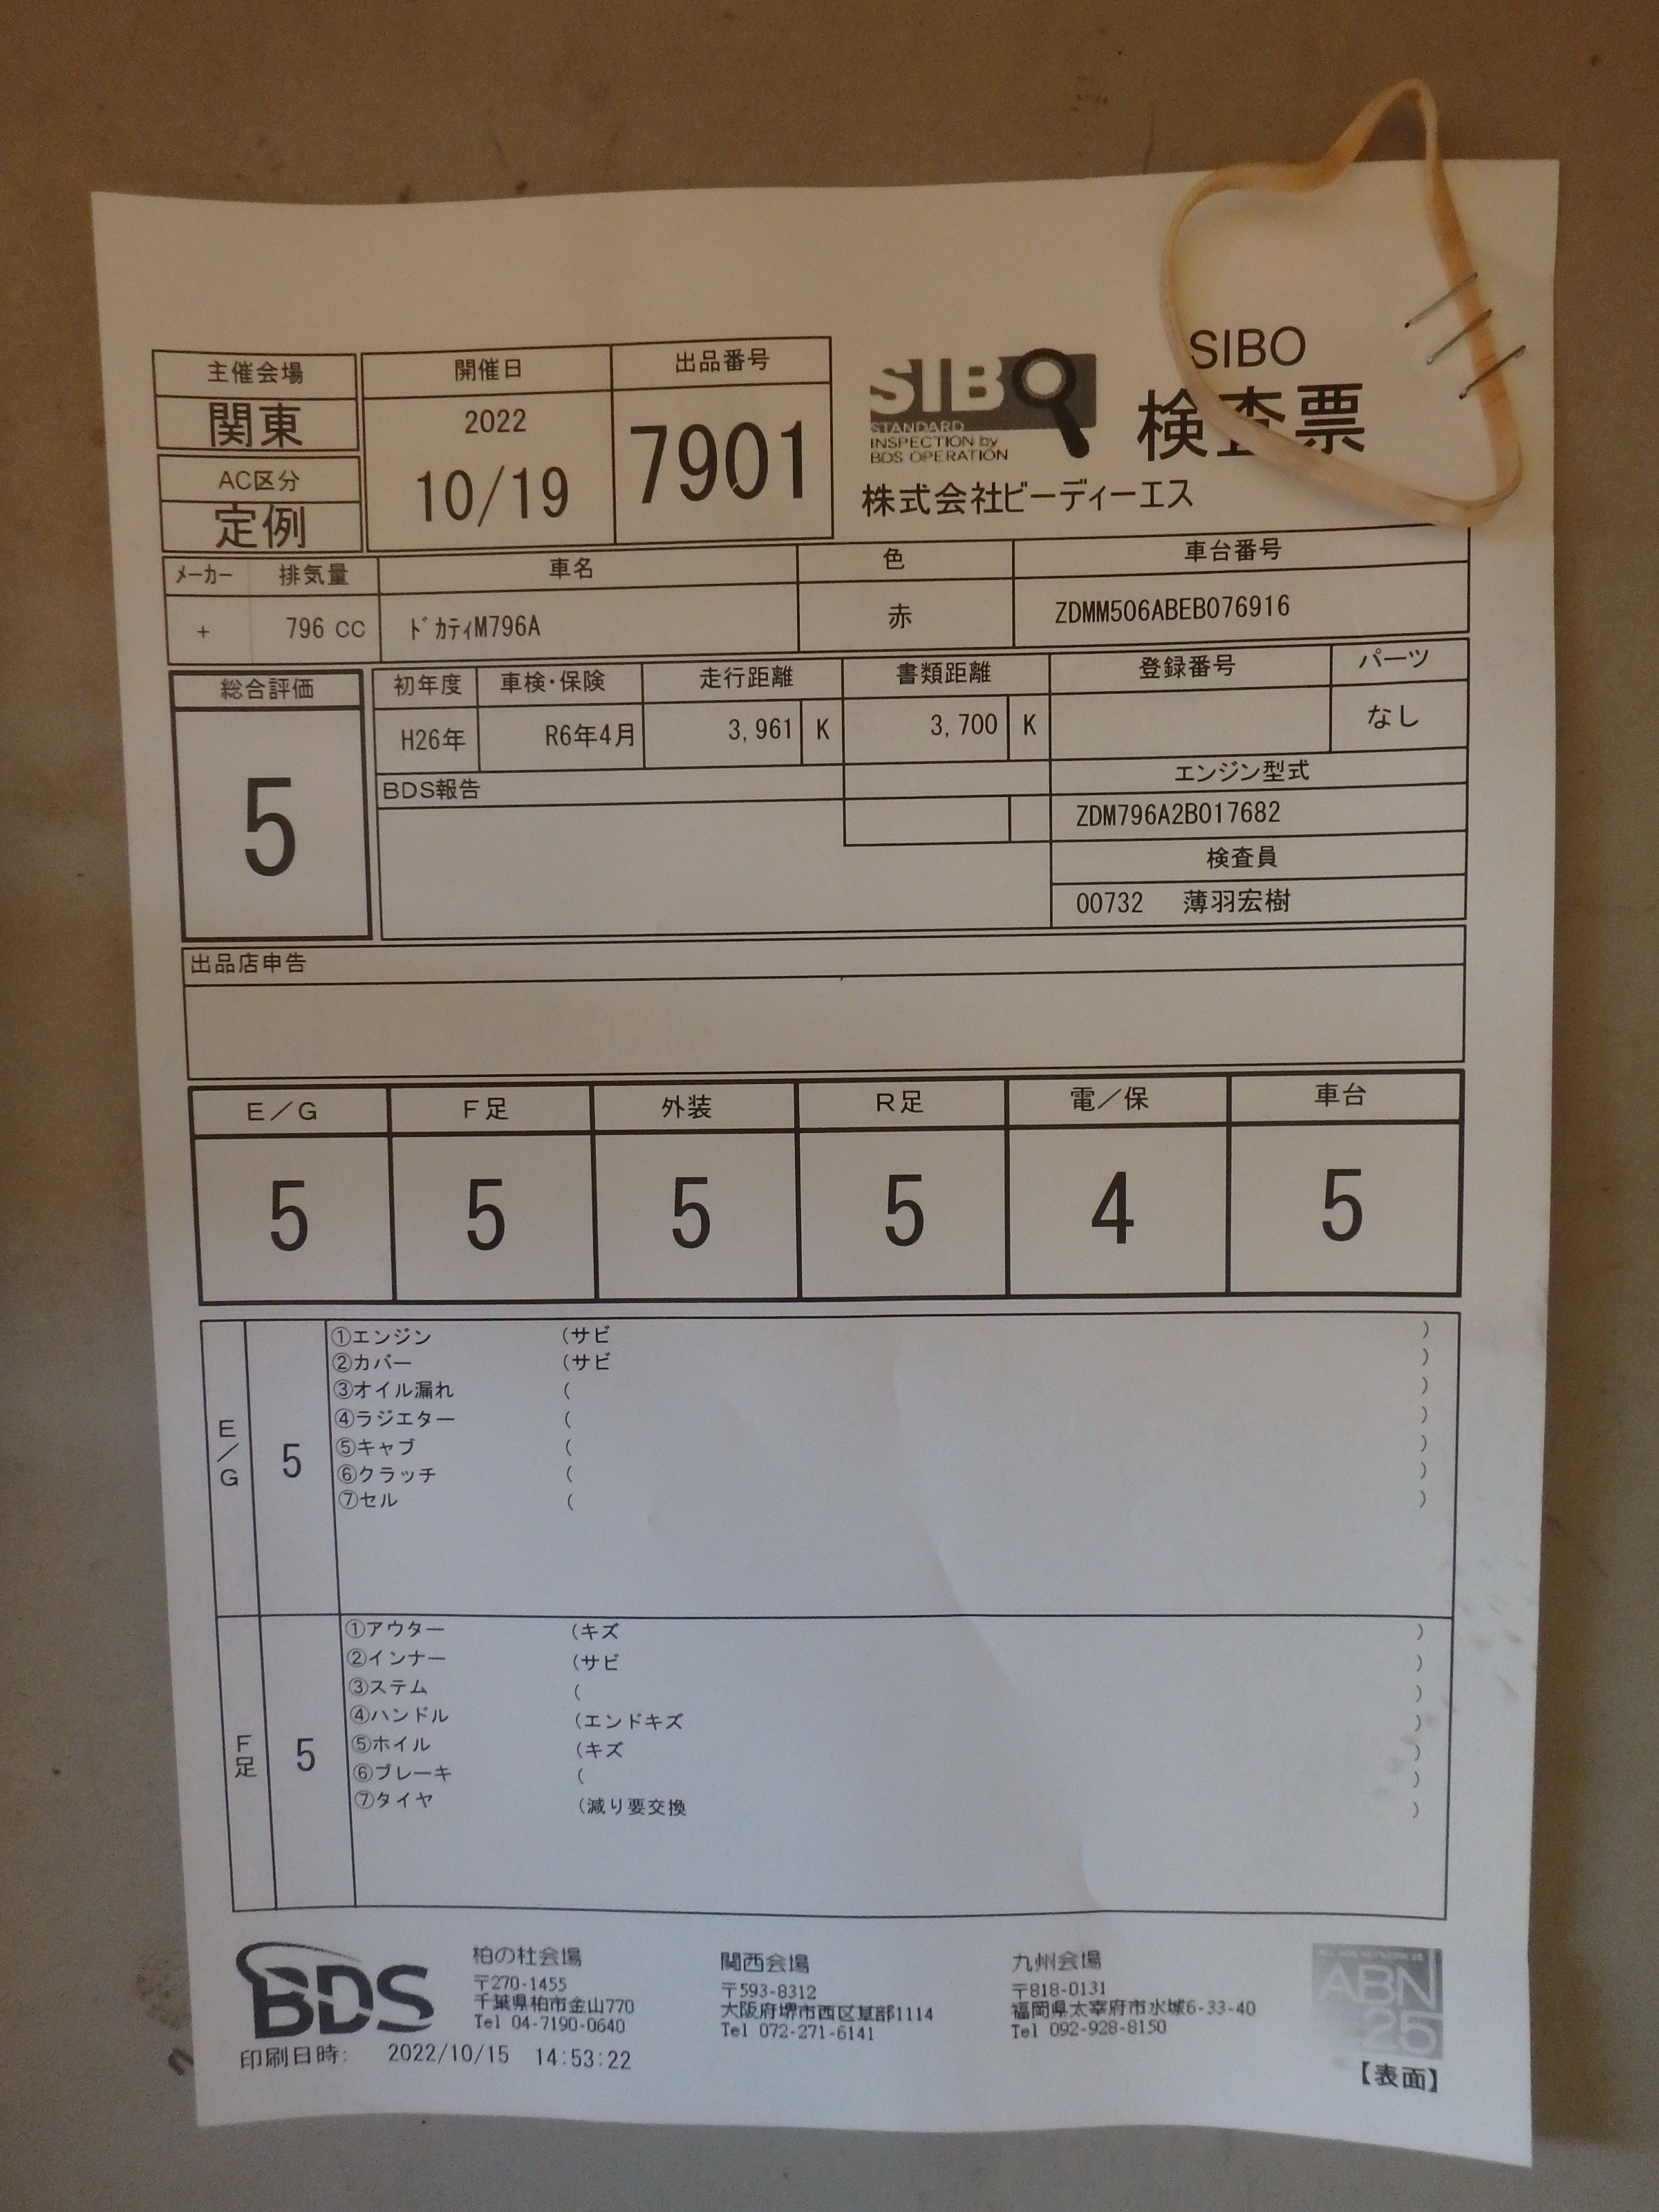 主催会場
開催日
出品番号
関東
2022
10/19
7901
AC区分
定例
SIBO
STANDARD
INSPECTION by
BDS OPERATION
SIBO
検査票
株式会社ビーディーエス
ﾒｰｶｰ 排気量 車名 色 車台番号
+ 796 CC ﾄﾞｶﾃｨM796A 赤 ZDMM506ABEB076916
総合評価 初年度 車検・保険 走行距離 書類距離 登録番号 パーツ
5
H26年 R6年4月 3,961 K 3,700 K なし
BDS報告
エンジン型式
ZDM796A2B017682
検査員
00732 薄羽宏樹
出品店申告
E/G F足 外装 R足 電/保 車台
5 5 5 5 4 5
E/G
5
①エンジン (サビ )
②カバー (サビ )
③オイル漏れ ( )
④ラジエター ( )
⑤キャブ ( )
⑥クラッチ ( )
⑦セル ( )
F足
5
①アウター (キズ )
②インナー (サビ )
③ステム ( )
④ハンドル (エンドキズ )
⑤ホイル (キズ )
⑥ブレーキ ( )
⑦タイヤ (減り要交換 )
BDS
柏の杜会場
〒270-1455
千葉県柏市金山770
Tel 04-7190-0640
関西会場
〒593-8312
大阪府堺市西区草部1114
Tel 072-271-6141
九州会場
〒818-0131
福岡県太宰府市水城6-33-40
Tel 092-928-8150
ABN
25
印刷日時: 2022/10/15 14:53:22
【表面】